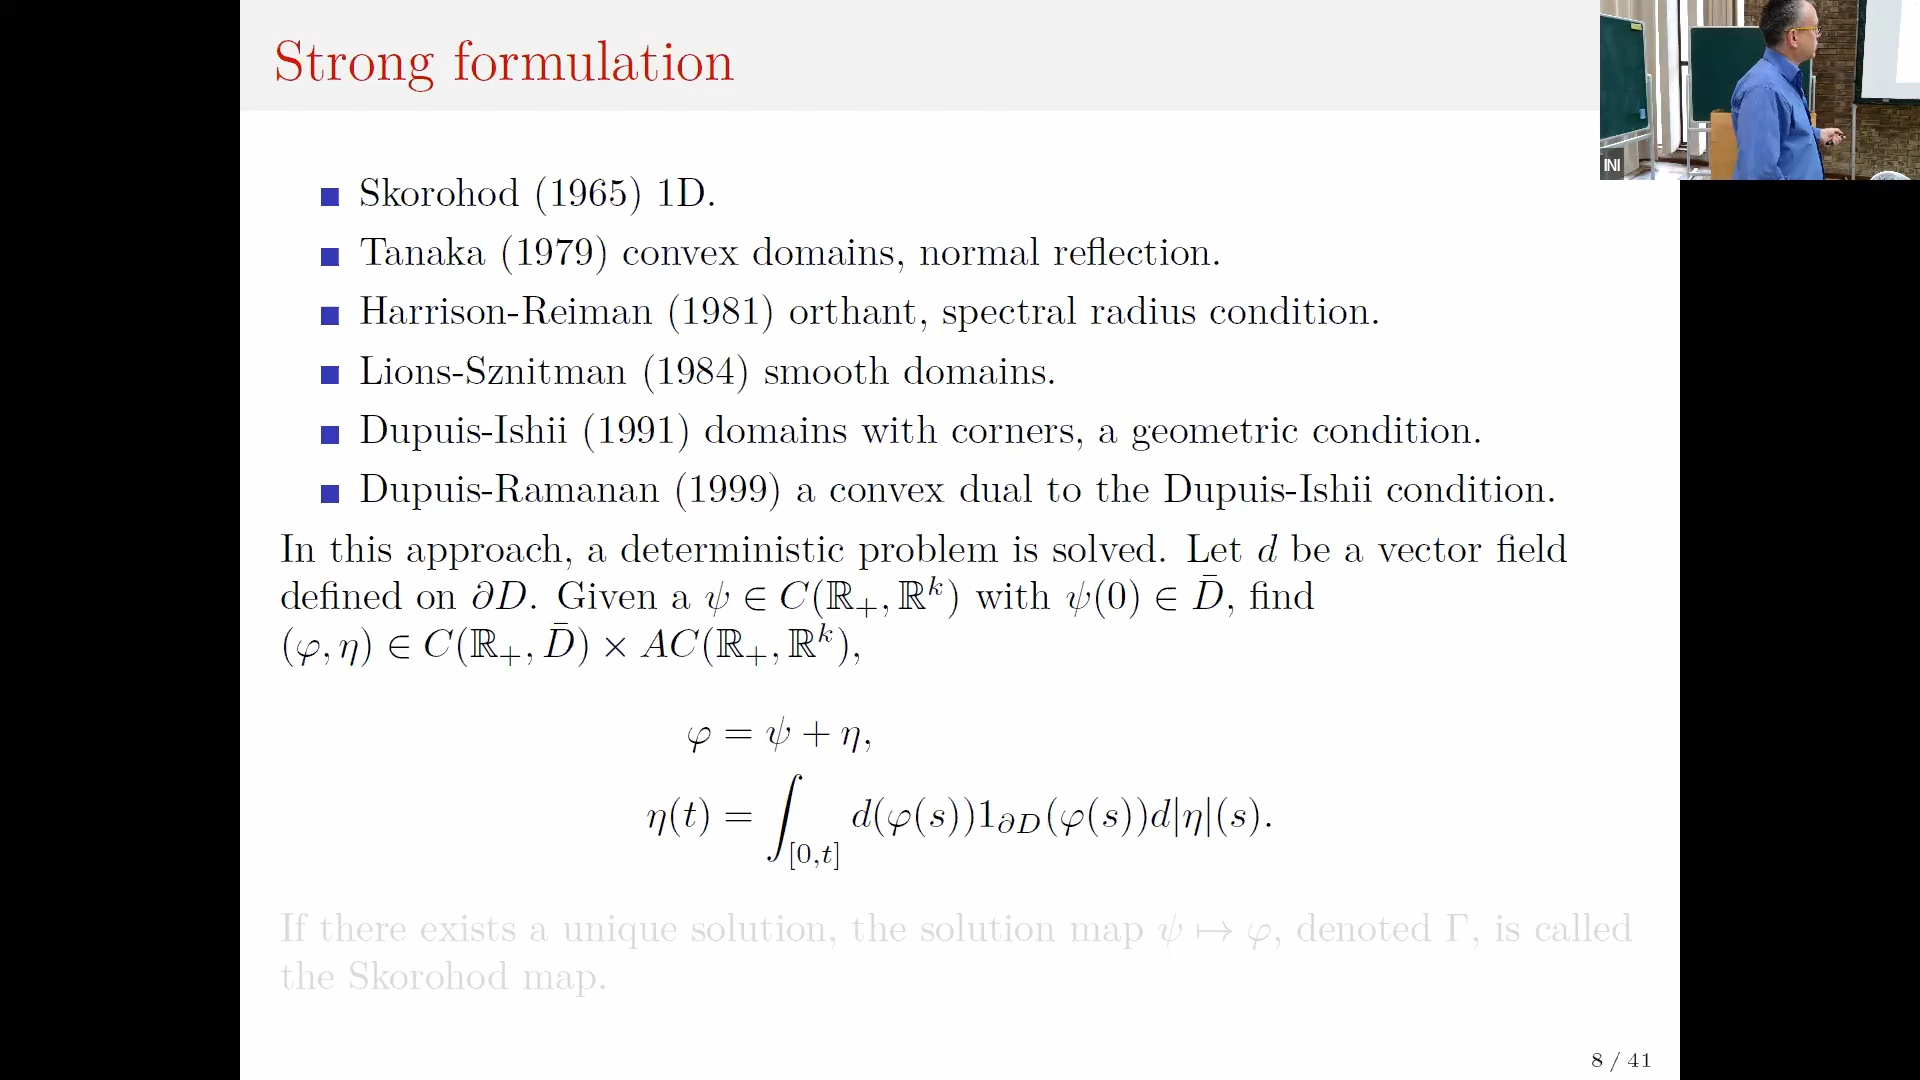 Strong formulation
INI
Skorohod (1965) 1D.
Tanaka (1979) convex domains, normal reflection.
Harrison-Reiman (1981) orthant, spectral radius condition.
Lions-Sznitman (1984) smooth domains.
Dupuis-Ishii (1991) domains with corners, a geometric condition.
Dupuis-Ramanan (1999) a convex dual to the Dupuis-Ishii condition.
In this approach, a deterministic problem is solved. Let d be a vector field
defined on ∂D. Given a ψ ∈ C(ℝ₊, ℝᵏ) with ψ(0) ∈ D̄, find
(φ, η) ∈ C(ℝ₊, D̄) × AC(ℝ₊, ℝᵏ),
φ = ψ + η,
η(t) = ∫_[0,t] d(φ(s))1_∂D(φ(s))d|η|(s).
If there exists a unique solution, the solution map ψ ↦ φ, denoted Γ, is called
the Skorohod map.
8 / 41